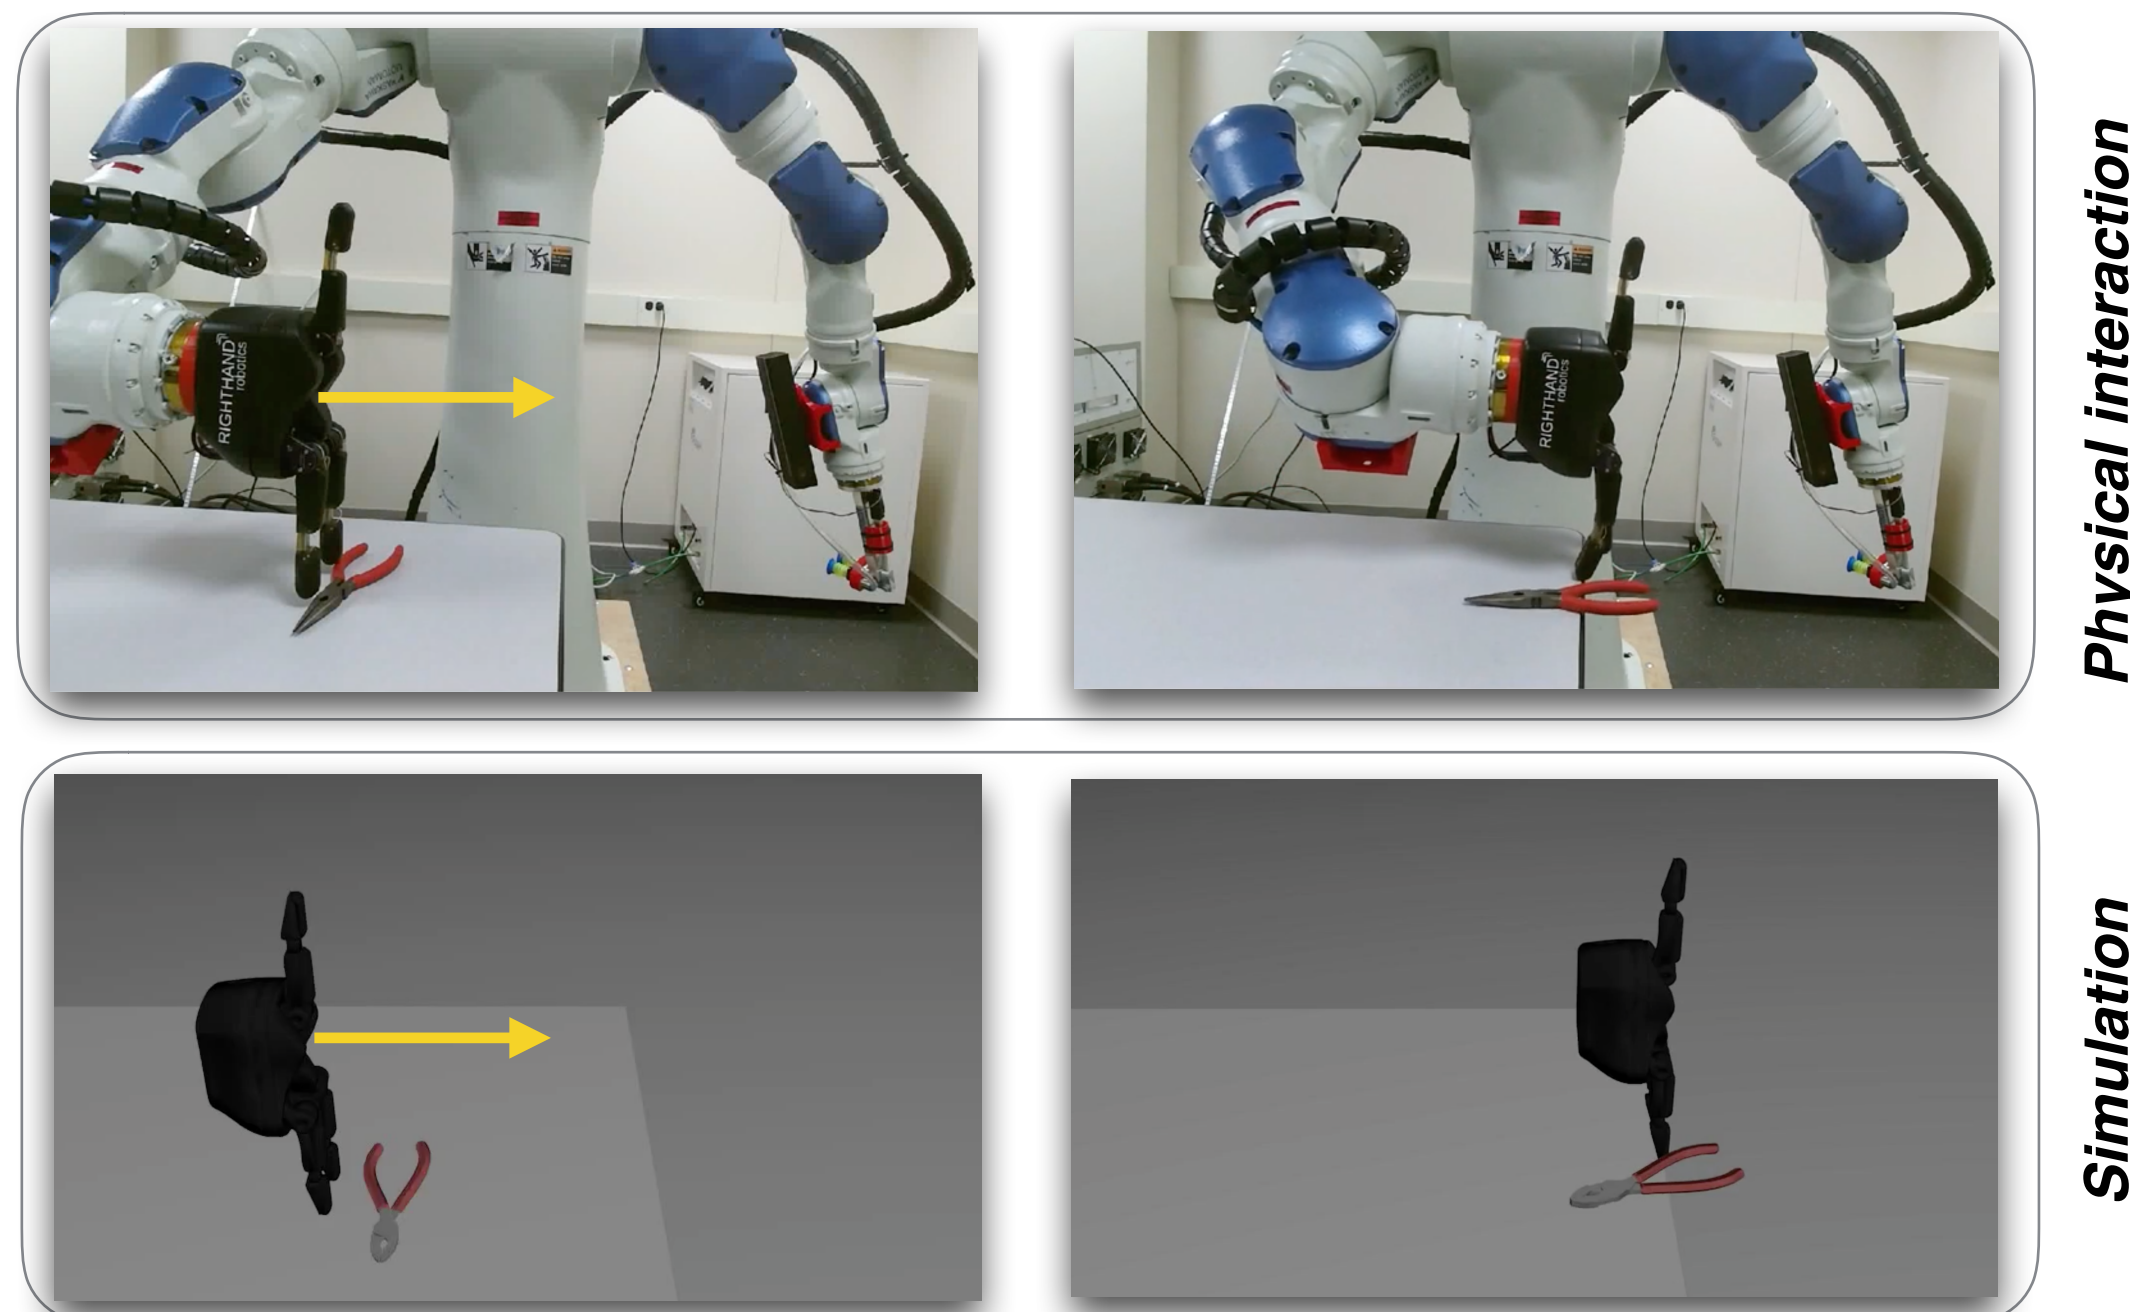 RIGHTHAND
robotics
RIGHTHAND
robotics
Physical interaction
Simulation